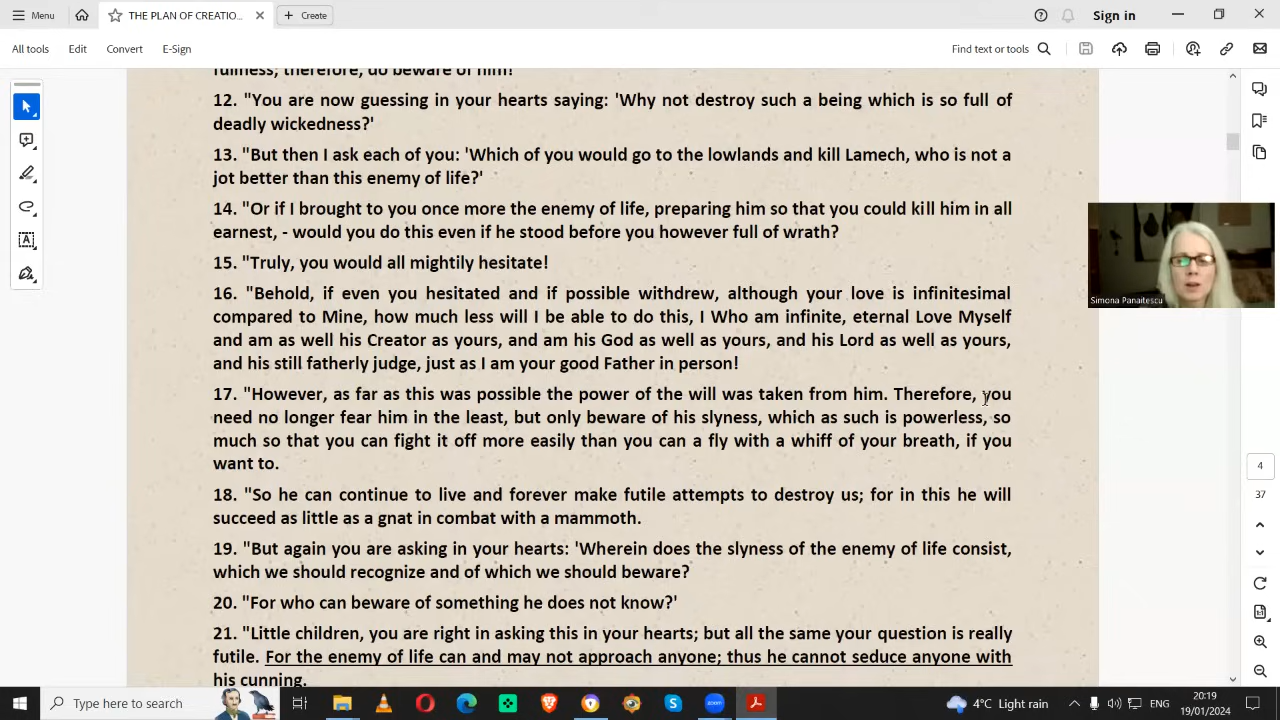 Menu
THE PLAN OF CREATIO...
Create
Sign in
All tools
Edit
Convert
E-Sign
Find text or tools
fullness; therefore, do beware of him!
12. "You are now guessing in your hearts saying: 'Why not destroy such a being which is so full of
deadly wickedness?'
13. "But then I ask each of you: 'Which of you would go to the lowlands and kill Lamech, who is not a
jot better than this enemy of life?'
14. "Or if I brought to you once more the enemy of life, preparing him so that you could kill him in all
earnest, - would you do this even if he stood before you however full of wrath?
15. "Truly, you would all mightily hesitate!
16. "Behold, if even you hesitated and if possible withdrew, although your love is infinitesimal
compared to Mine, how much less will I be able to do this, I Who am infinite, eternal Love Myself
and am as well his Creator as yours, and am his God as well as yours, and his Lord as well as yours,
and his still fatherly judge, just as I am your good Father in person!
17. "However, as far as this was possible the power of the will was taken from him. Therefore, you
need no longer fear him in the least, but only beware of his slyness, which as such is powerless, so
much so that you can fight it off more easily than you can a fly with a whiff of your breath, if you
want to.
18. "So he can continue to live and forever make futile attempts to destroy us; for in this he will
succeed as little as a gnat in combat with a mammoth.
19. "But again you are asking in your hearts: 'Wherein does the slyness of the enemy of life consist,
which we should recognize and of which we should beware?
20. "For who can beware of something he does not know?'
21. "Little children, you are right in asking this in your hearts; but all the same your question is really
futile. For the enemy of life can and may not approach anyone; thus he cannot seduce anyone with
his cunning.
Simona Panaitescu
4
37
Type here to search
zoom
4°C Light rain
ENG
20:19
19/01/2024